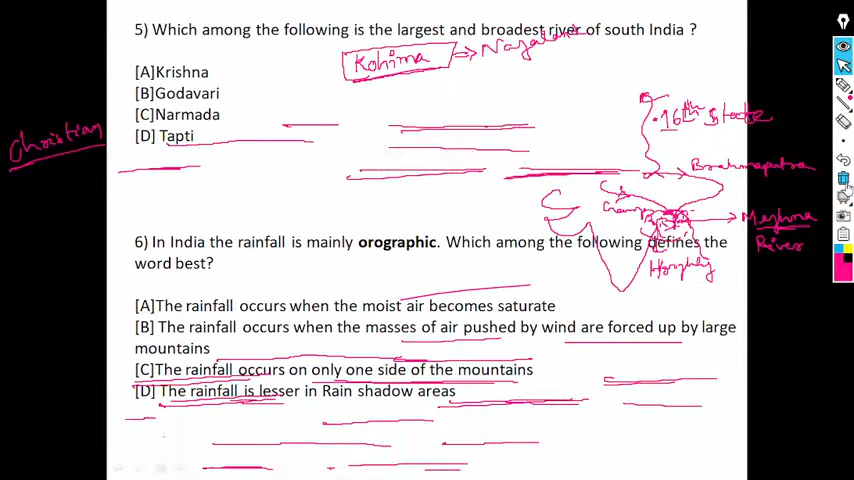 5) Which among the following is the largest and broadest river of south India ?
Kohima ⇒ Nagaland
[A]Krishna
[B]Godavari
[C]Narmada
[D] Tapti
16th State
Christian
Brahmaputra
Meghna
River
6) In India the rainfall is mainly orographic. Which among the following defines the
word best?
Hooghly
[A]The rainfall occurs when the moist air becomes saturate
[B] The rainfall occurs when the masses of air pushed by wind are forced up by large
mountains
[C]The rainfall occurs on only one side of the mountains
[D] The rainfall is lesser in Rain shadow areas